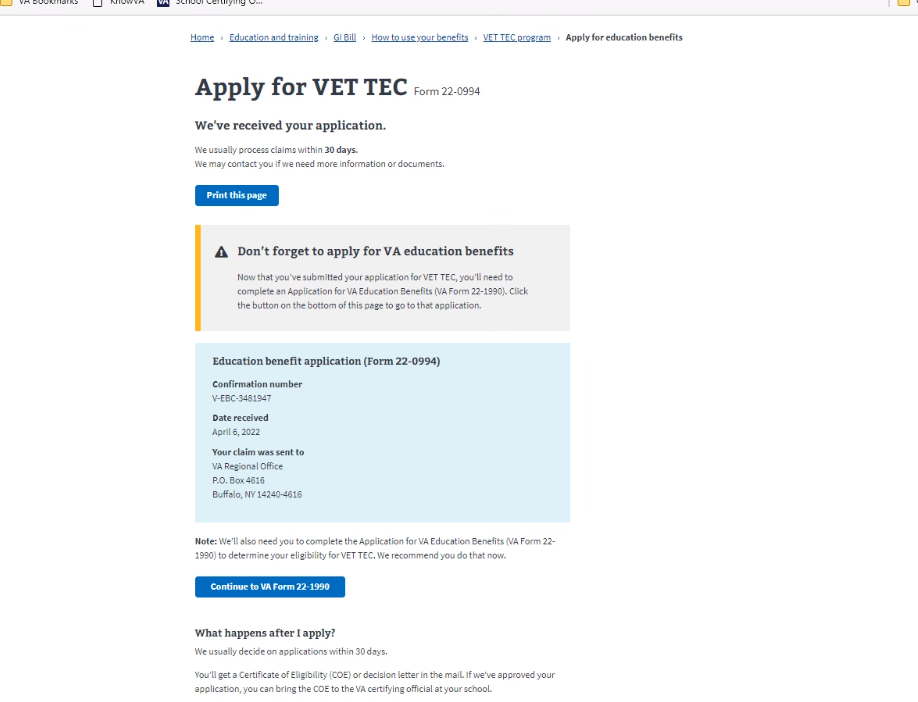 VA Bookmarks KnowVA VA School Certifying O...
Home › Education and training › GI Bill › How to use your benefits › VET TEC program › Apply for education benefits
Apply for VET TEC Form 22-0994
We've received your application.
We usually process claims within 30 days.
We may contact you if we need more information or documents.
Print this page
Don't forget to apply for VA education benefits
Now that you've submitted your application for VET TEC, you'll need to
complete an Application for VA Education Benefits (VA Form 22-1990). Click
the button on the bottom of this page to go to that application.
Education benefit application (Form 22-0994)
Confirmation number
V-EBC-3481947
Date received
April 6, 2022
Your claim was sent to
VA Regional Office
P.O. Box 4616
Buffalo, NY 14240-4616
Note: We'll also need you to complete the Application for VA Education Benefits (VA Form 22-
1990) to determine your eligibility for VET TEC. We recommend you do that now.
Continue to VA Form 22-1990
What happens after I apply?
We usually decide on applications within 30 days.
You'll get a Certificate of Eligibility (COE) or decision letter in the mail. If we've approved your
application, you can bring the COE to the VA certifying official at your school.